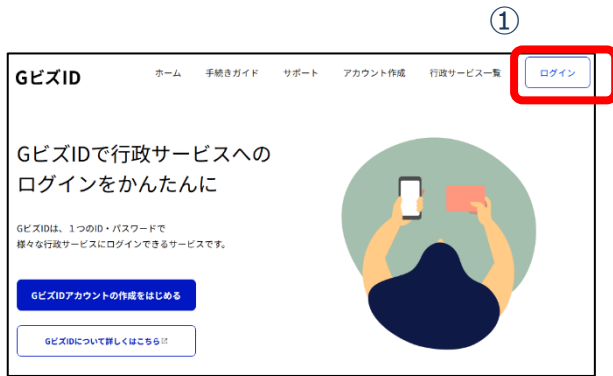 ①
GビズID
ホーム 手続きガイド サポート アカウント作成 行政サービス一覧 ログイン
GビズIDで行政サービスへの
ログインをかんたんに
GビズIDは、１つのID・パスワードで
様々な行政サービスにログインできるサービスです。
GビズIDアカウントの作成をはじめる
GビズIDについて詳しくはこちら